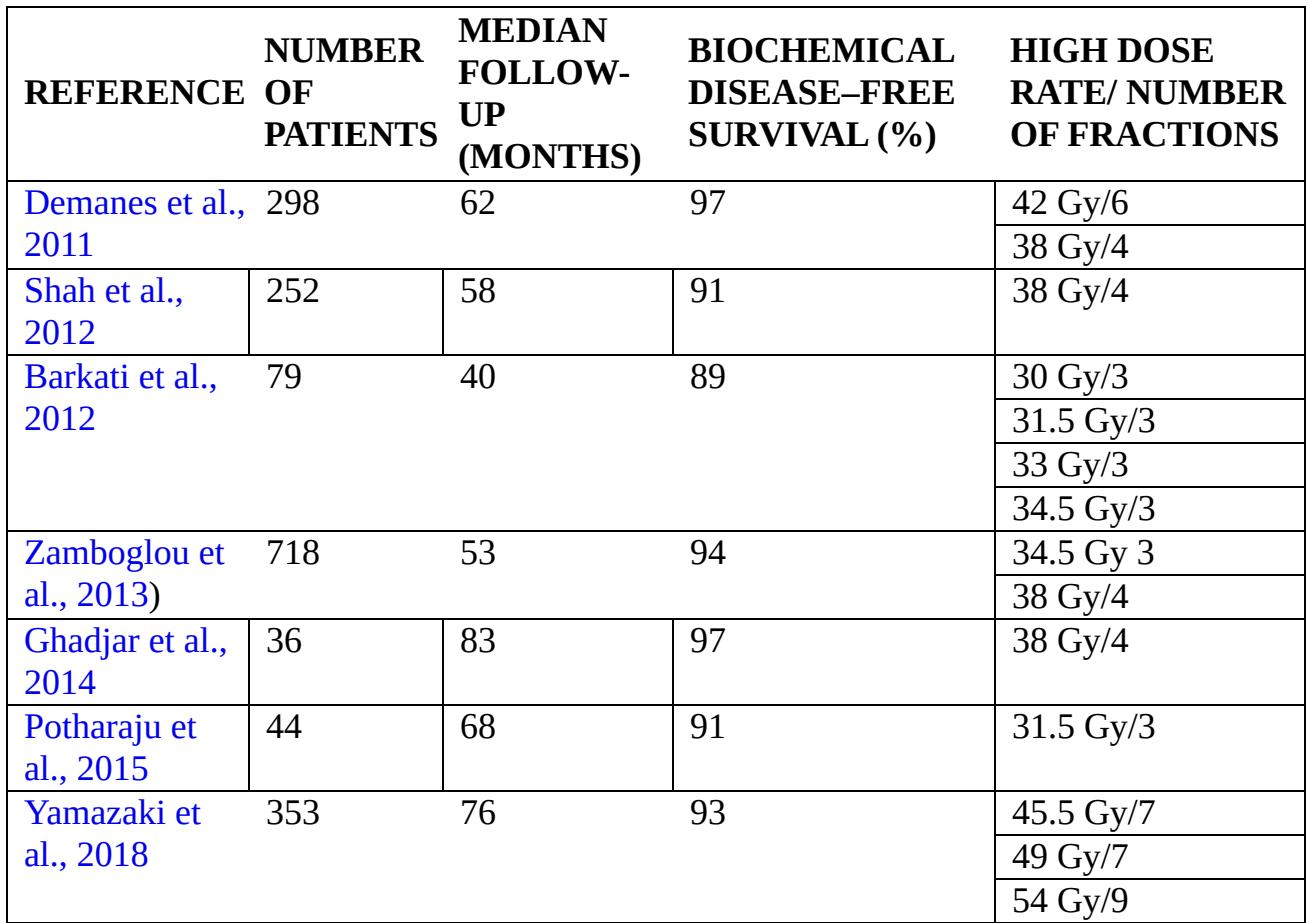 REFERENCE
NUMBER
OF
PATIENTS
MEDIAN
FOLLOW-
UP
(MONTHS)
BIOCHEMICAL
DISEASE–FREE
SURVIVAL (%)
HIGH DOSE
RATE/ NUMBER
OF FRACTIONS
Demanes et al.,
2011
298
62
97
42 Gy/6
38 Gy/4
Shah et al.,
2012
252
58
91
38 Gy/4
Barkati et al.,
2012
79
40
89
30 Gy/3
31.5 Gy/3
33 Gy/3
34.5 Gy/3
Zamboglou et
al., 2013)
718
53
94
34.5 Gy 3
38 Gy/4
Ghadjar et al.,
2014
36
83
97
38 Gy/4
Potharaju et
al., 2015
44
68
91
31.5 Gy/3
Yamazaki et
al., 2018
353
76
93
45.5 Gy/7
49 Gy/7
54 Gy/9